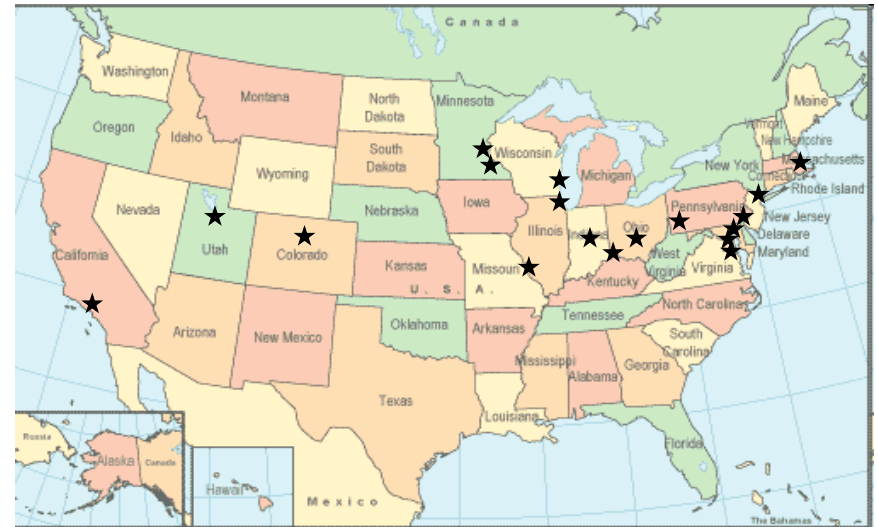 Canada
Washington
Montana
North
Dakota
Minnesota
Maine
Oregon
Idaho
Vermont
New Hampshire
South
Dakota
Wisconsin
Michigan
New York
Massachusetts
Wyoming
Rhode Island
Iowa
Pennsylvania
Nevada
Nebraska
New Jersey
Utah
Illinois
Ohio
Delaware
Colorado
West
Virginia
Maryland
California
Kansas
Missouri
Virginia
Kentucky
U. S. A.
North Carolina
Arizona
New Mexico
Oklahoma
Tennessee
Arkansas
South
Carolina
Mississippi
Alabama
Georgia
Texas
Louisiana
Florida
Russia
Alaska
Canada
Hawaii
Mexico
The Bahamas